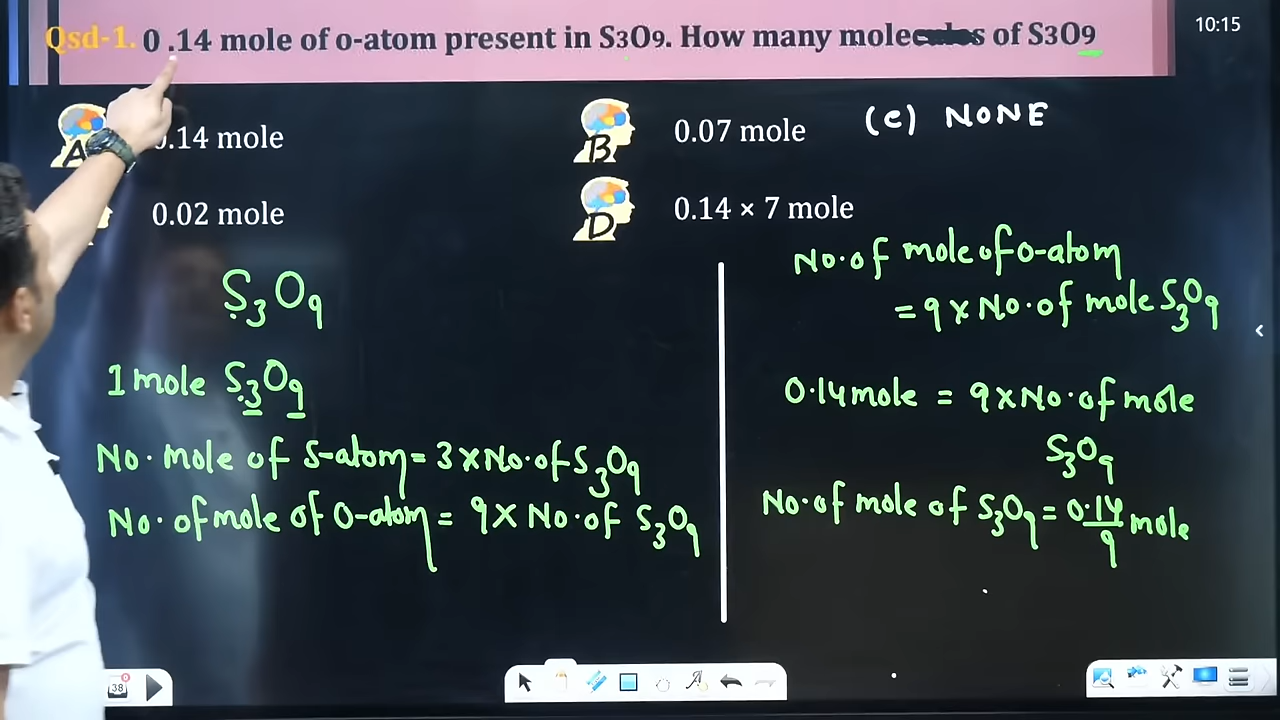 Qsd-1. 0.14 mole of o-atom present in S3O9. How many moles of S3O9
10:15
A 0.14 mole
B 0.07 mole
(e) NONE
0.02 mole
D 0.14 × 7 mole
S₃O₉
1 mole S₃O₉
No. mole of S-atom = 3 x No. of S₃O₉
No. of mole of O-atom = 9 x No. of S₃O₉
No. of mole of o-atom
= 9 x No. of mole S₃O₉
0.14 mole = 9 x No. of mole
S₃O₉
No. of mole of S₃O₉ = 0.14/9 mole
38